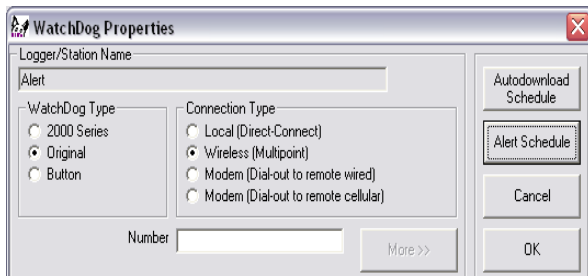 WatchDog Properties
Logger/Station Name
Alert
WatchDog Type
2000 Series
Original
Button
Connection Type
Local (Direct-Connect)
Wireless (Multipoint)
Modem (Dial-out to remote wired)
Modem (Dial-out to remote cellular)
Number
More >>
Autodownload
Schedule
Alert Schedule
Cancel
OK